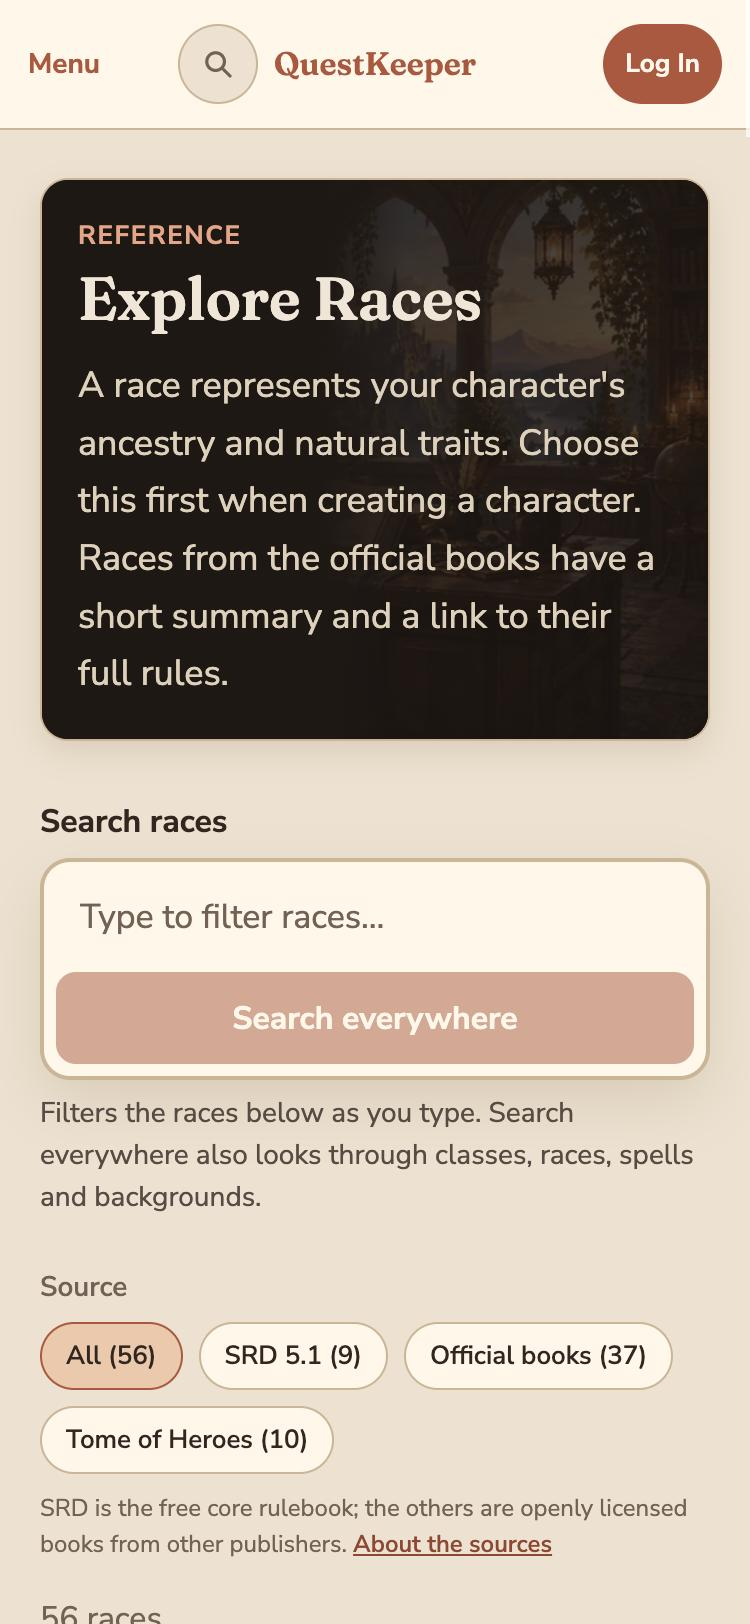 Menu
QuestKeeper
Log In
REFERENCE
Explore Races
A race represents your character's
ancestry and natural traits. Choose
this first when creating a character.
Races from the official books have a
short summary and a link to their
full rules.
Search races
Type to filter races...
Search everywhere
Filters the races below as you type. Search
everywhere also looks through classes, races, spells
and backgrounds.
Source
All (56)
SRD 5.1 (9)
Official books (37)
Tome of Heroes (10)
SRD is the free core rulebook; the others are openly licensed
books from other publishers. About the sources
56 races